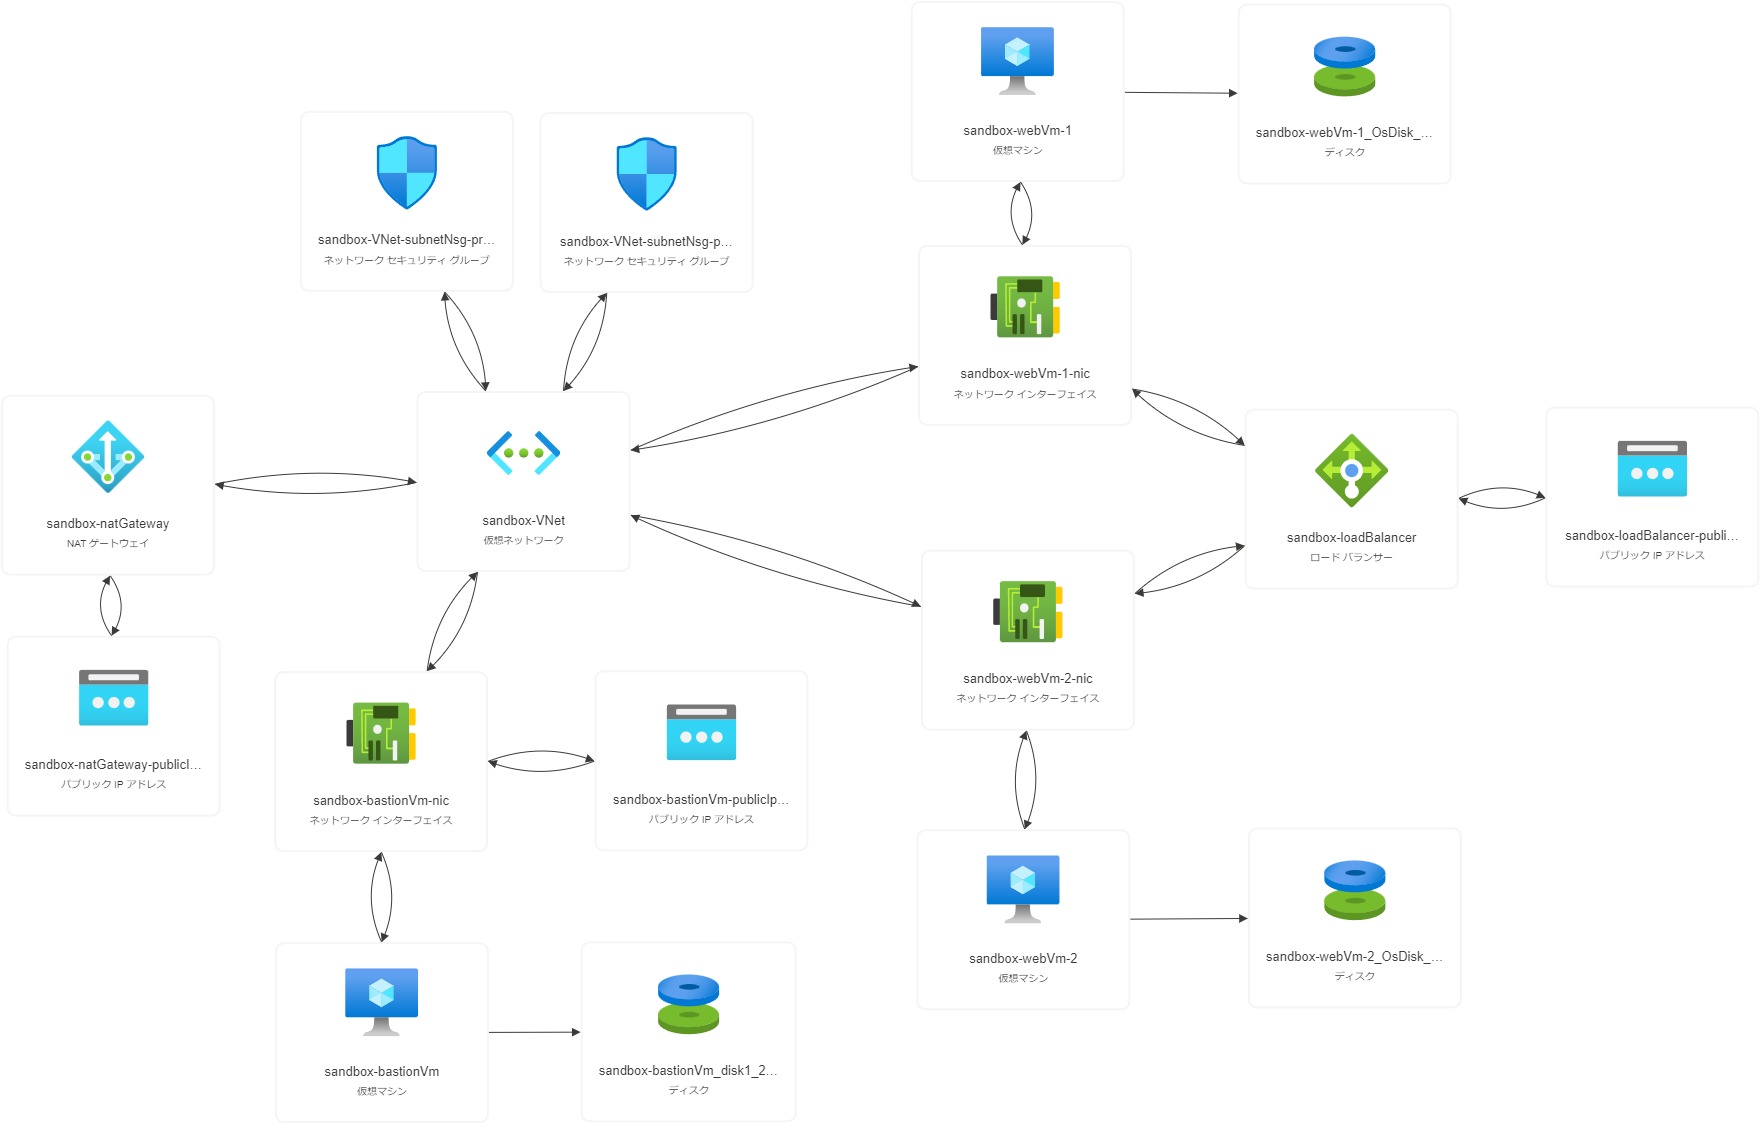 sandbox-webVm-1
仮想マシン
sandbox-webVm-1_OsDisk_...
ディスク
sandbox-VNet-subnetNsg-pr...
ネットワーク セキュリティ グループ
sandbox-VNet-subnetNsg-p...
ネットワーク セキュリティ グループ
sandbox-webVm-1-nic
ネットワーク インターフェイス
sandbox-natGateway
NAT ゲートウェイ
sandbox-VNet
仮想ネットワーク
sandbox-loadBalancer
ロード バランサー
sandbox-loadBalancer-publi...
パブリック IP アドレス
sandbox-webVm-2-nic
ネットワーク インターフェイス
sandbox-natGateway-publicI...
パブリック IP アドレス
sandbox-bastionVm-nic
ネットワーク インターフェイス
sandbox-bastionVm-publicIp...
パブリック IP アドレス
sandbox-webVm-2
仮想マシン
sandbox-webVm-2_OsDisk_...
ディスク
sandbox-bastionVm
仮想マシン
sandbox-bastionVm_disk1_2...
ディスク